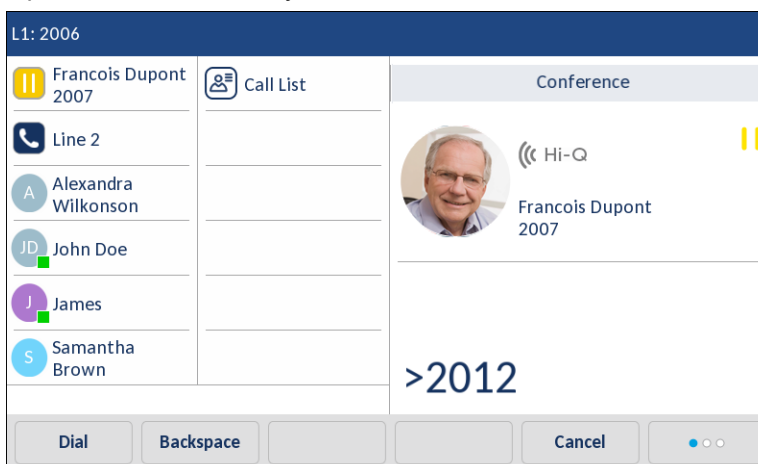 L1: 2006
Francois Dupont
2007
Line 2
A
Alexandra
Wilkonson
JD
John Doe
J
James
S
Samantha
Brown
Call List
Conference
Hi-Q
Francois Dupont
2007
>2012
Dial
Backspace
Cancel